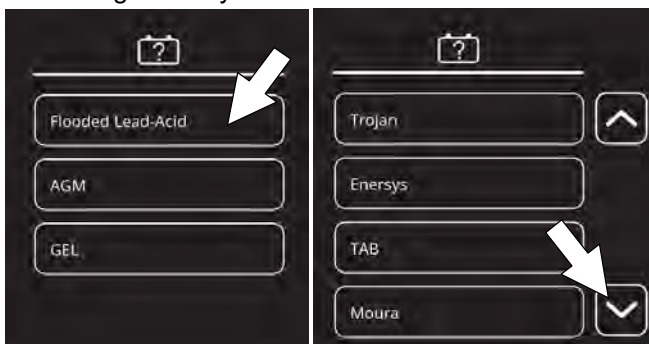 ?
Flooded Lead-Acid
AGM
GEL
?
Trojan
Enersys
TAB
Moura